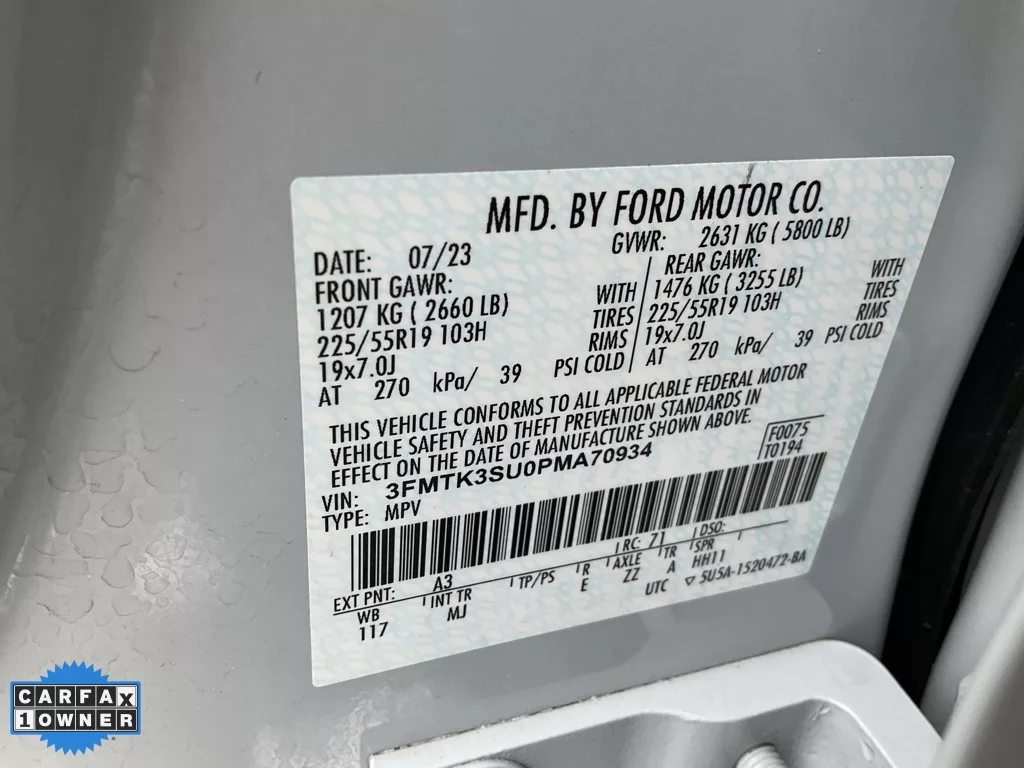 MFD. BY FORD MOTOR CO.
DATE: 07/23 GVWR: 2631 KG ( 5800 LB)
FRONT GAWR: REAR GAWR:
1207 KG ( 2660 LB) WITH 1476 KG ( 3255 LB) WITH
225/55R19 103H TIRES 225/55R19 103H TIRES
19x7.0J RIMS 19x7.0J RIMS
AT 270 kPa/ 39 PSI COLD AT 270 kPa/ 39 PSI COLD
THIS VEHICLE CONFORMS TO ALL APPLICABLE FEDERAL MOTOR
VEHICLE SAFETY AND THEFT PREVENTION STANDARDS IN
EFFECT ON THE DATE OF MANUFACTURE SHOWN ABOVE.
VIN: 3FMTK3SU0PMA70934 F0075
TYPE: MPV T0194
EXT PNT: A3 RC: 71 DSO:
WB INT TR TP/PS R AXLE TR SPR
117 MJ E ZZ A HH11
UTC ▽ 5U5A-1520472-BA
CARFAX
1 OWNER